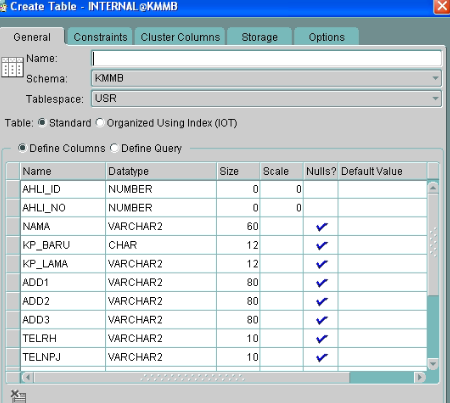 Create Table - INTERNAL@KMMB
General Constraints Cluster Columns Storage Options
Name:
Schema: KMMB
Tablespace: USR
Table: Standard Organized Using Index (IOT)
Define Columns Define Query
Name Datatype Size Scale Nulls? Default Value
AHLI_ID NUMBER 0 0
AHLI_NO NUMBER 0 0
NAMA VARCHAR2 60
KP_BARU CHAR 12
KP_LAMA VARCHAR2 12
ADD1 VARCHAR2 80
ADD2 VARCHAR2 80
ADD3 VARCHAR2 80
TELRH VARCHAR2 10
TELNPJ VARCHAR2 10